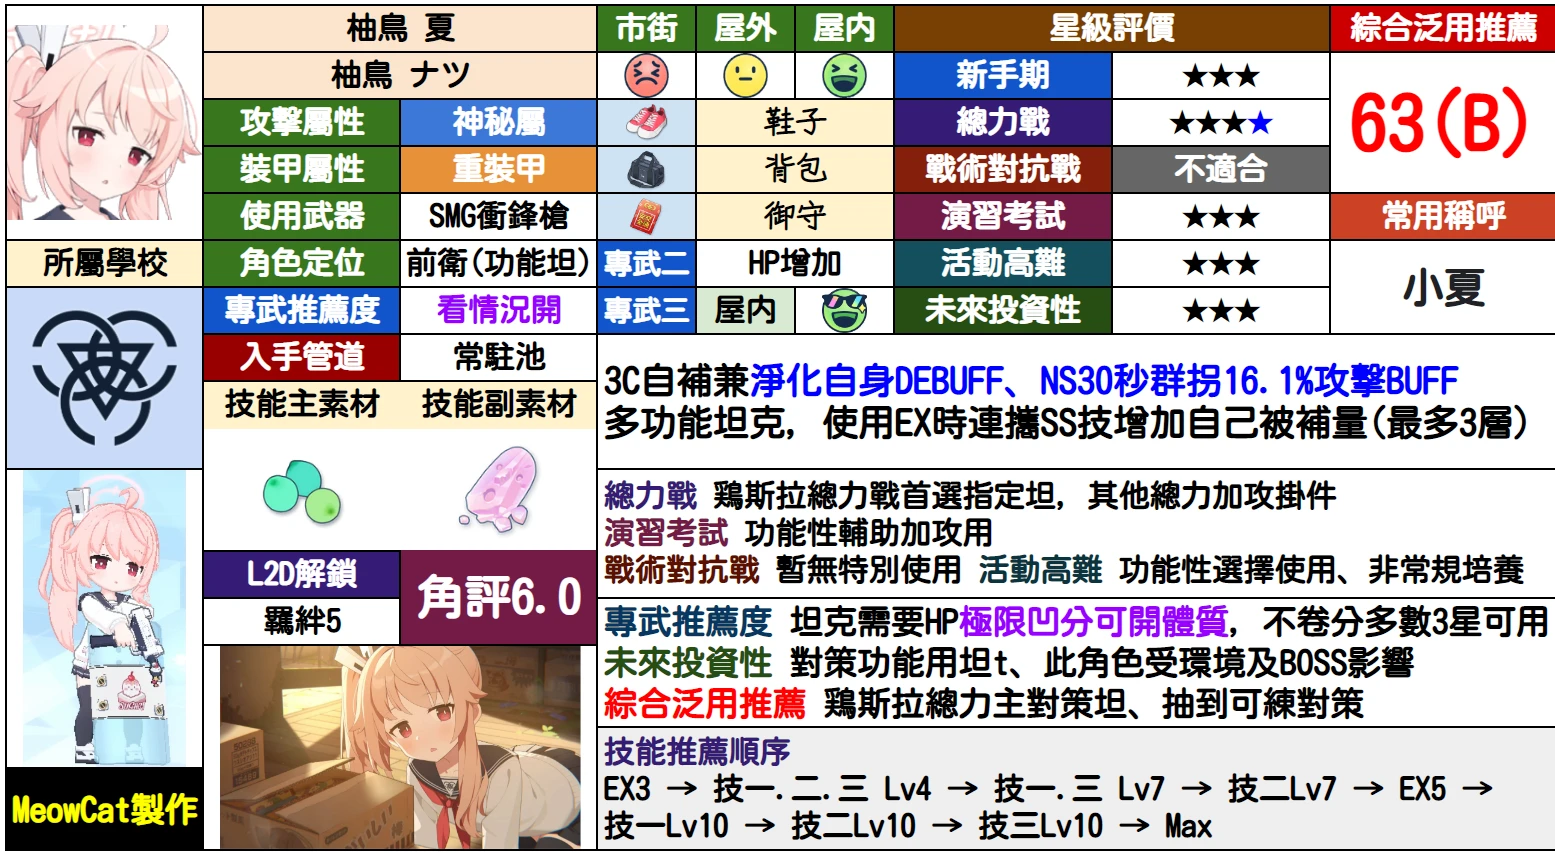 柚鳥 夏
柚鳥 ナツ
攻擊屬性 神秘屬
裝甲屬性 重裝甲
使用武器 SMG衝鋒槍
角色定位 前衛(功能坦)
專武推薦度 看情況開
入手管道 常駐池
所屬學校
技能主素材 技能副素材
L2D解鎖
羈絆5
角評6.0
MeowCat製作
市街 屋外 屋內
鞋子
背包
御守
專武二 HP增加
專武三 屋內
星級評價
新手期 ★★★
總力戰 ★★★★
戰術對抗戰 不適合
演習考試 ★★★
活動高難 ★★★
未來投資性 ★★★
綜合泛用推薦
63(B)
常用稱呼
小夏
3C自補兼淨化自身DEBUFF、NS30秒群拐16.1%攻擊BUFF
多功能坦克, 使用EX時連攜SS技增加自己被補量(最多3層)
總力戰 鷄斯拉總力戰首選指定坦, 其他總力加攻掛件
演習考試 功能性輔助加攻用
戰術對抗戰 暫無特別使用 活動高難 功能性選擇使用、非常規培養
專武推薦度 坦克需要HP極限凹分可開體質, 不卷分多數3星可用
未來投資性 對策功能用坦t、此角色受環境及BOSS影響
綜合泛用推薦 鷄斯拉總力主對策坦、抽到可練對策
技能推薦順序
EX3 → 技一.二.三 Lv4 → 技一.三 Lv7 → 技二Lv7 → EX5 →
技一Lv10 → 技二Lv10 → 技三Lv10 → Max